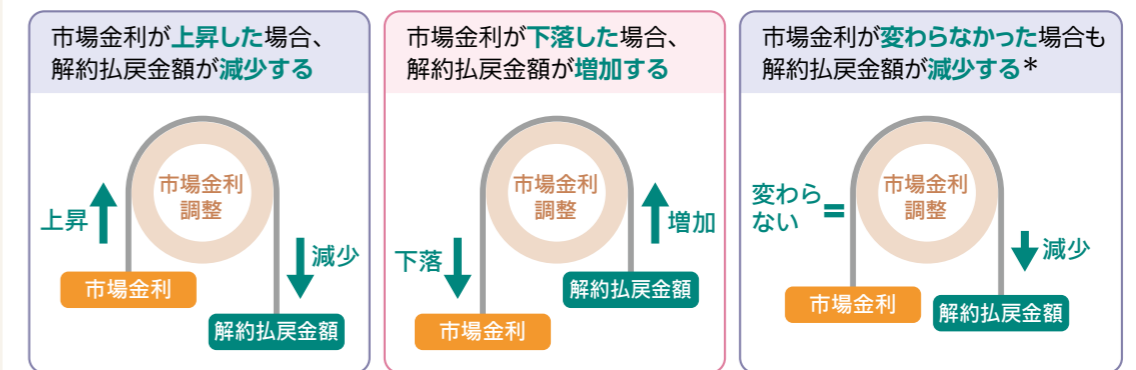 市場金利が上昇した場合、
解約払戻金額が減少する
市場金利
調整
上昇
減少
市場金利
解約払戻金額
市場金利が下落した場合、
解約払戻金額が増加する
市場金利
調整
下落
増加
解約払戻金額
市場金利
市場金利が変わらなかった場合も
解約払戻金額が減少する*
市場金利
調整
変わら
ない
=
減少
市場金利
解約払戻金額